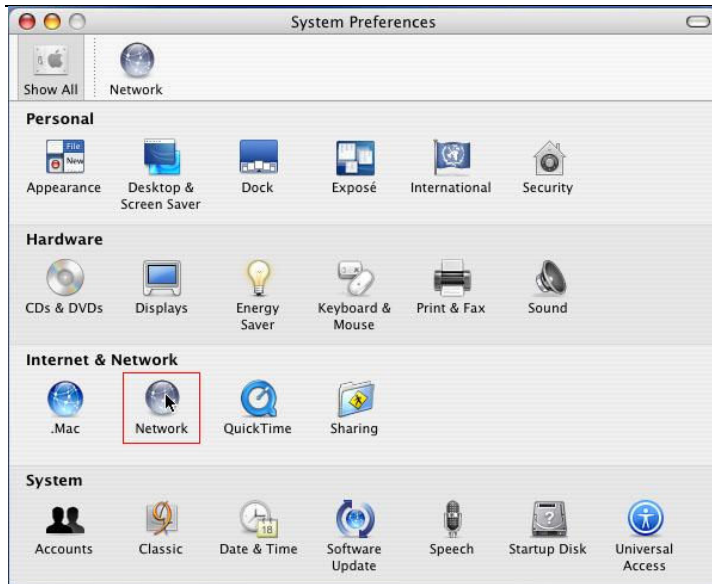 System Preferences
Show All
Network
Personal
Appearance
Desktop &
Screen Saver
Dock
Exposé
International
Security
Hardware
CDs & DVDs
Displays
Energy
Saver
Keyboard &
Mouse
Print & Fax
Sound
Internet & Network
.Mac
Network
QuickTime
Sharing
System
Accounts
Classic
Date & Time
Software
Update
Speech
Startup Disk
Universal
Access
File
New
18
?
9